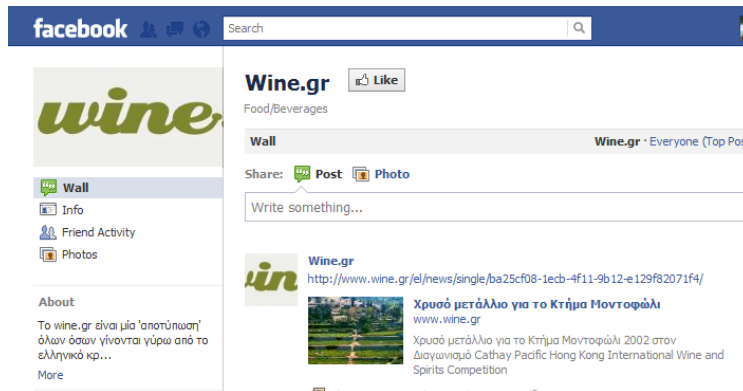 facebook
Search
wine
Wine.gr
Like
Food/Beverages
Wall
Wine.gr · Everyone (Top Pos
Share: Post Photo
Write something...
Wall
Info
Friend Activity
Photos
About
Το wine.gr είναι μία 'αποτύπωση'
όλων όσων γίνονται γύρω από το
ελληνικό κρ...
More
win
Wine.gr
http://www.wine.gr/el/news/single/ba25cf08-1ecb-4f11-9b12-e129f82071f4/
Χρυσό μετάλλιο για το Κτήμα Μοντοφώλι
www.wine.gr
Χρυσό μετάλλιο για το Κτήμα Μοντοφώλι 2002 στον
Διαγωνισμό Cathay Pacific Hong Kong International Wine and
Spirits Competition